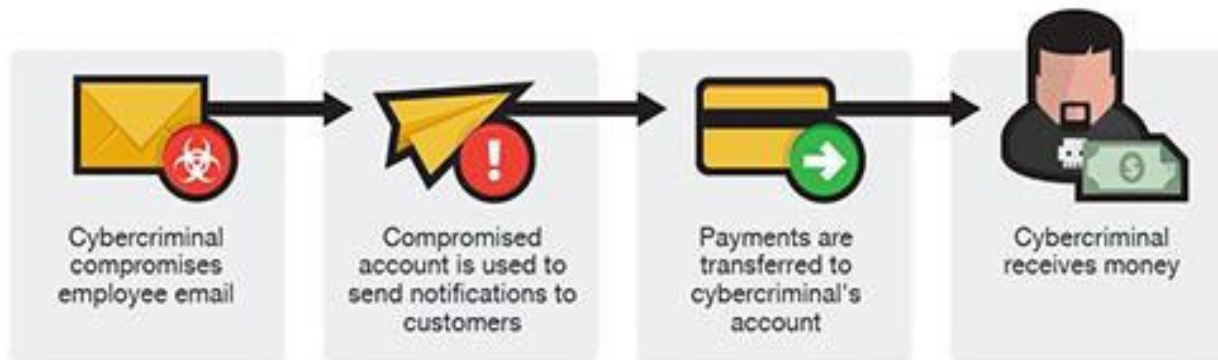 Cybercriminal
compromises
employee email
Compromised
account is used to
send notifications to
customers
Payments are
transferred to
cybercriminal's
account
Cybercriminal
receives money